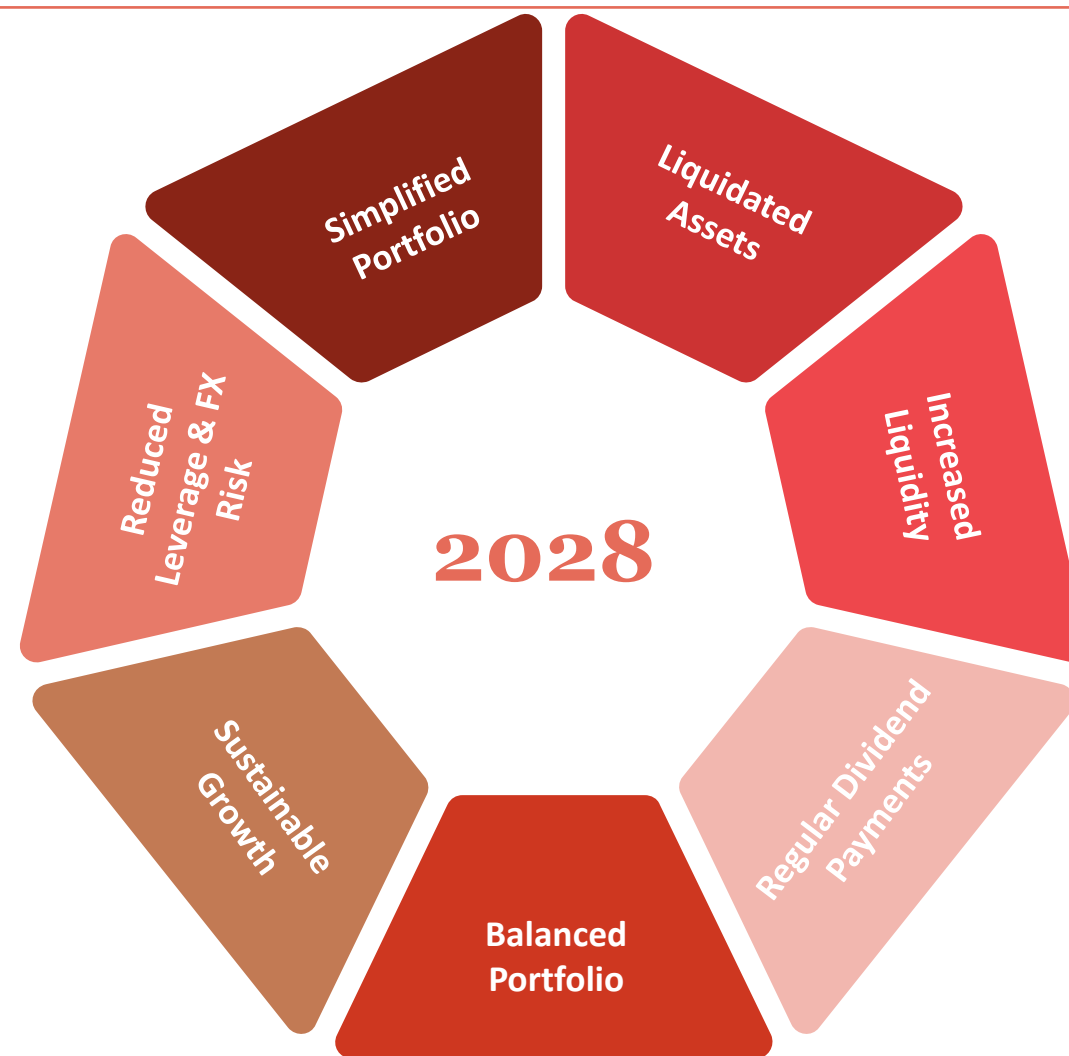 Simplified
Portfolio
Liquidated
Assets
Increased
Liquidity
Regular Dividend
Payments
Balanced
Portfolio
Sustainable
Growth
Reduced
Leverage & FX
Risk
2028